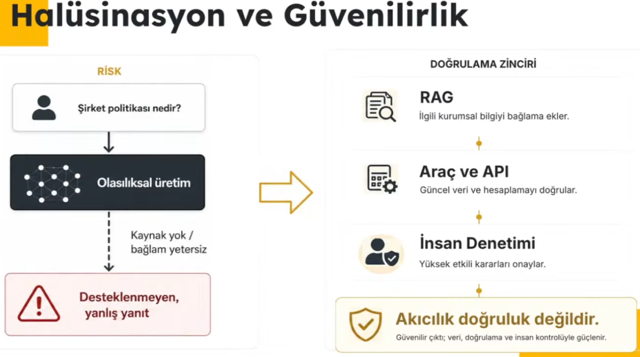 Halüsinasyon ve Güvenilirlik
RİSK
Şirket politikası nedir?
Olasılıksal üretim
Kaynak yok /
bağlam yetersiz
Desteklenmeyen,
yanlış yanıt
DOĞRULAMA ZİNCİRİ
RAG
İlgili kurumsal bilgiyi bağlama ekler.
Araç ve API
Güncel veri ve hesaplamayı doğrular.
İnsan Denetimi
Yüksek etkili kararları onaylar.
Akıcılık doğruluk değildir.
Güvenilir çıktı; veri, doğrulama ve insan kontrolüyle güçlenir.